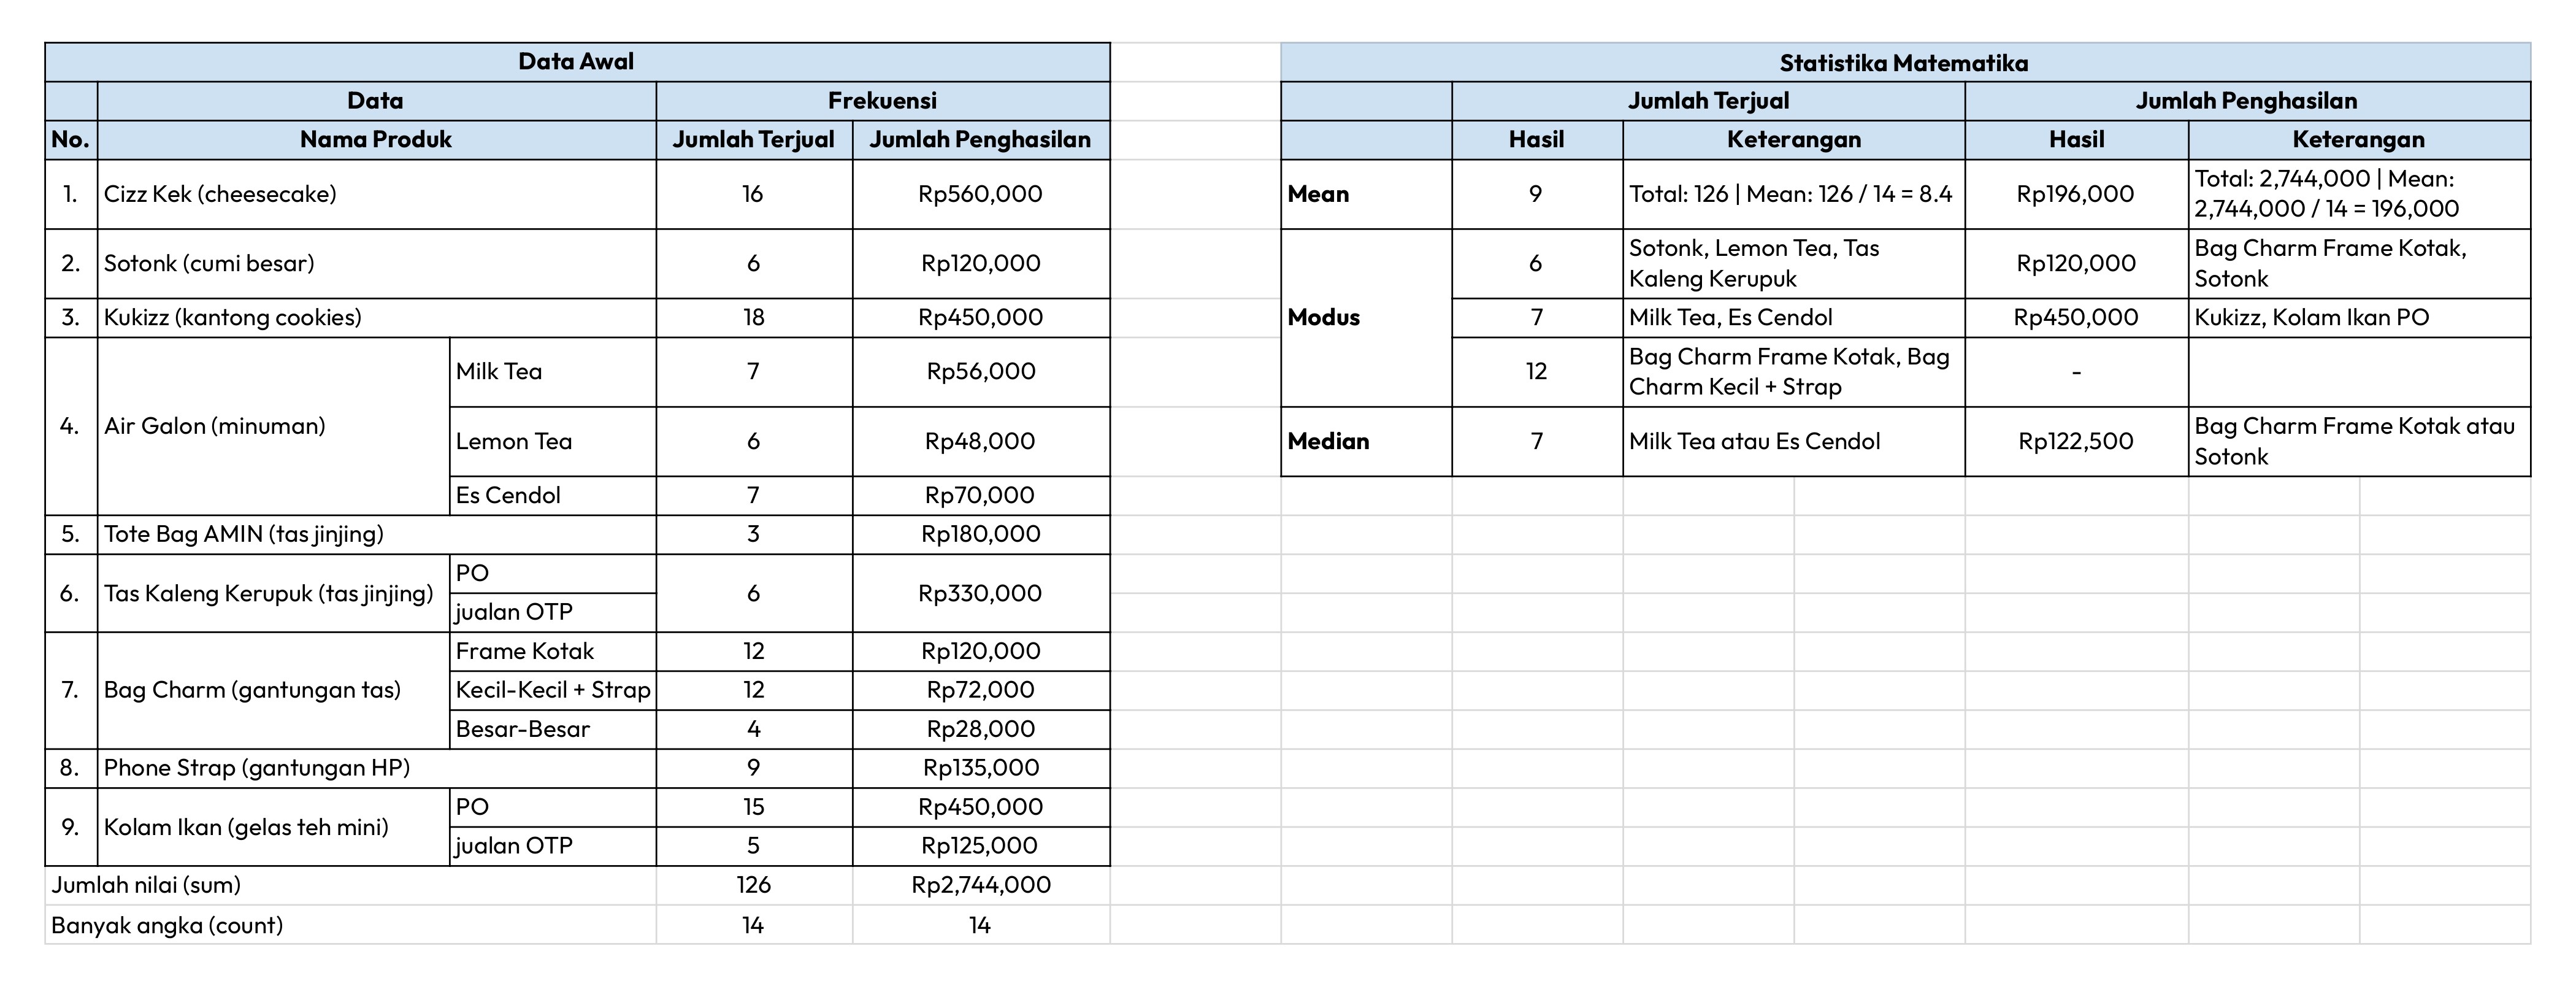 Data Awal
Data Frekuensi
No. Nama Produk Jumlah Terjual Jumlah Penghasilan
1. Cizz Kek (cheesecake) 16 Rp560,000
2. Sotonk (cumi besar) 6 Rp120,000
3. Kukizz (kantong cookies) 18 Rp450,000
4. Air Galon (minuman)
Milk Tea 7 Rp56,000
Lemon Tea 6 Rp48,000
Es Cendol 7 Rp70,000
5. Tote Bag AMIN (tas jinjing) 3 Rp180,000
6. Tas Kaleng Kerupuk (tas jinjing)
PO
jualan OTP
6 Rp330,000
7. Bag Charm (gantungan tas)
Frame Kotak 12 Rp120,000
Kecil-Kecil + Strap 12 Rp72,000
Besar-Besar 4 Rp28,000
8. Phone Strap (gantungan HP) 9 Rp135,000
9. Kolam Ikan (gelas teh mini)
PO 15 Rp450,000
jualan OTP 5 Rp125,000
Jumlah nilai (sum) 126 Rp2,744,000
Banyak angka (count) 14 14
Statistika Matematika
Jumlah Terjual Jumlah Penghasilan
Hasil Keterangan Hasil Keterangan
Mean 9 Total: 126 | Mean: 126 / 14 = 8.4 Rp196,000 Total: 2,744,000 | Mean:
2,744,000 / 14 = 196,000
Modus
6 Sotonk, Lemon Tea, Tas
Kaleng Kerupuk
Rp120,000 Bag Charm Frame Kotak,
Sotonk
7 Milk Tea, Es Cendol Rp450,000 Kukizz, Kolam Ikan PO
12 Bag Charm Frame Kotak, Bag
Charm Kecil + Strap
-
Median 7 Milk Tea atau Es Cendol Rp122,500 Bag Charm Frame Kotak atau
Sotonk